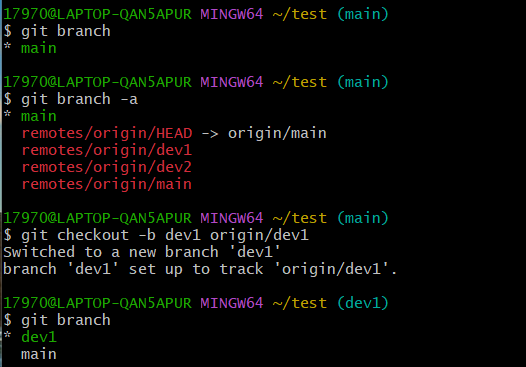 17970@LAPTOP-QAN5APUR MINGW64 ~/test (main)
$ git branch
* main
17970@LAPTOP-QAN5APUR MINGW64 ~/test (main)
$ git branch -a
* main
  remotes/origin/HEAD -> origin/main
  remotes/origin/dev1
  remotes/origin/dev2
  remotes/origin/main
17970@LAPTOP-QAN5APUR MINGW64 ~/test (main)
$ git checkout -b dev1 origin/dev1
Switched to a new branch 'dev1'
branch 'dev1' set up to track 'origin/dev1'.
17970@LAPTOP-QAN5APUR MINGW64 ~/test (dev1)
$ git branch
* dev1
  main